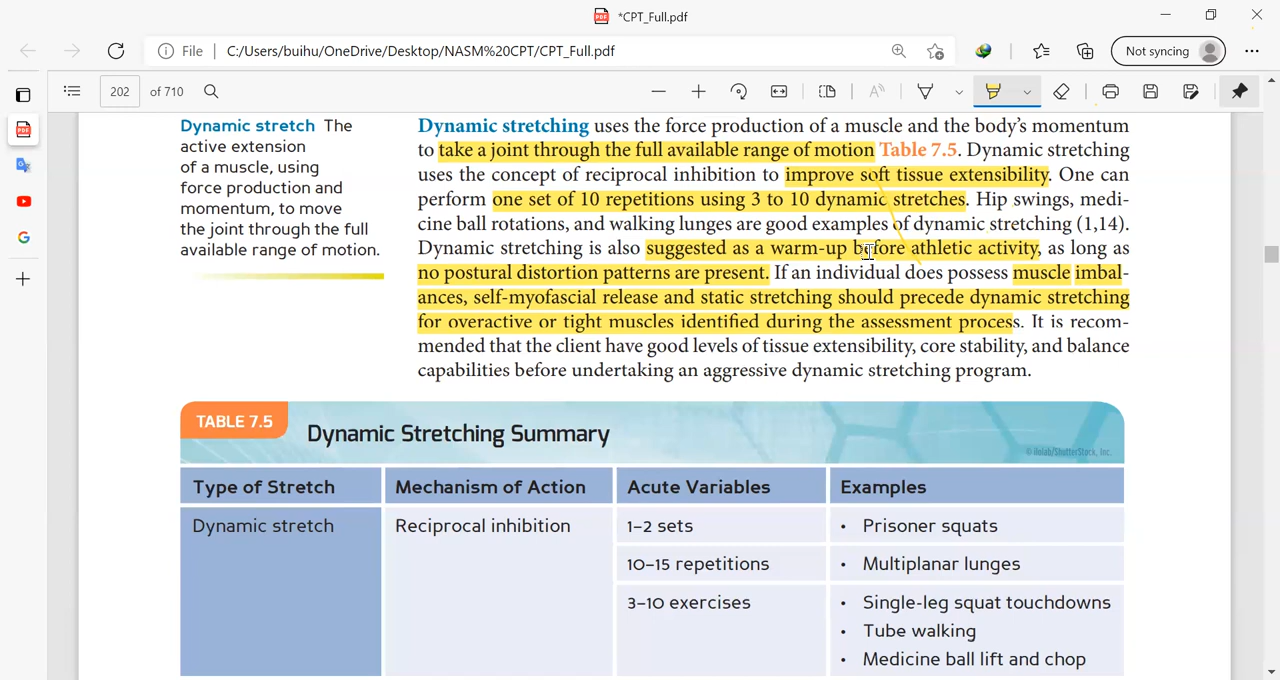 *CPT_Full.pdf
File C:/Users/buihu/OneDrive/Desktop/NASM%20CPT/CPT_Full.pdf
Not syncing
202 of 710
Dynamic stretch The
active extension
of a muscle, using
force production and
momentum, to move
the joint through the full
available range of motion.
Dynamic stretching uses the force production of a muscle and the body's momentum
to take a joint through the full available range of motion Table 7.5. Dynamic stretching
uses the concept of reciprocal inhibition to improve soft tissue extensibility. One can
perform one set of 10 repetitions using 3 to 10 dynamic stretches. Hip swings, medi-
cine ball rotations, and walking lunges are good examples of dynamic stretching (1,14).
Dynamic stretching is also suggested as a warm-up before athletic activity, as long as
no postural distortion patterns are present. If an individual does possess muscle imbal-
ances, self-myofascial release and static stretching should precede dynamic stretching
for overactive or tight muscles identified during the assessment process. It is recom-
mended that the client have good levels of tissue extensibility, core stability, and balance
capabilities before undertaking an aggressive dynamic stretching program.
TABLE 7.5
Dynamic Stretching Summary
© ilolab/ShutterStock, Inc.
Type of Stretch Mechanism of Action Acute Variables Examples
Dynamic stretch Reciprocal inhibition 1–2 sets • Prisoner squats
10–15 repetitions • Multiplanar lunges
3–10 exercises • Single-leg squat touchdowns
• Tube walking
• Medicine ball lift and chop